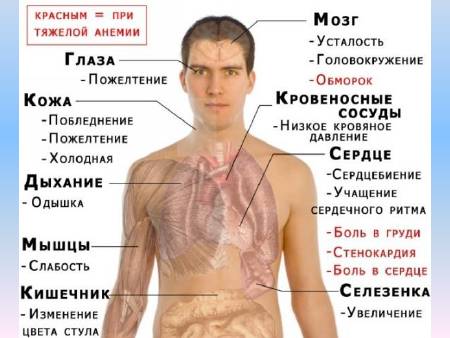 КРАСНЫМ = ПРИ
ТЯЖЕЛОЙ АНЕМИИ
ГЛАЗА
-Пожелтение
КОЖА
-Побледнение
-Пожелтение
-Холодная
ДЫХАНИЕ
-Одышка
МЫШЦЫ
-Слабость
КИШЕЧНИК
-Изменение
цвета стула
МОЗГ
-Усталость
-Головокружение
-Обморок
КРОВЕНОСНЫЕ
СОСУДЫ
-Низкое кровяное
давление
СЕРДЦЕ
-Сердцебиение
-Учащение
сердечного ритма
-Боль в груди
-Стенокардия
-Боль в сердце
СЕЛЕЗЕНКА
-Увеличение